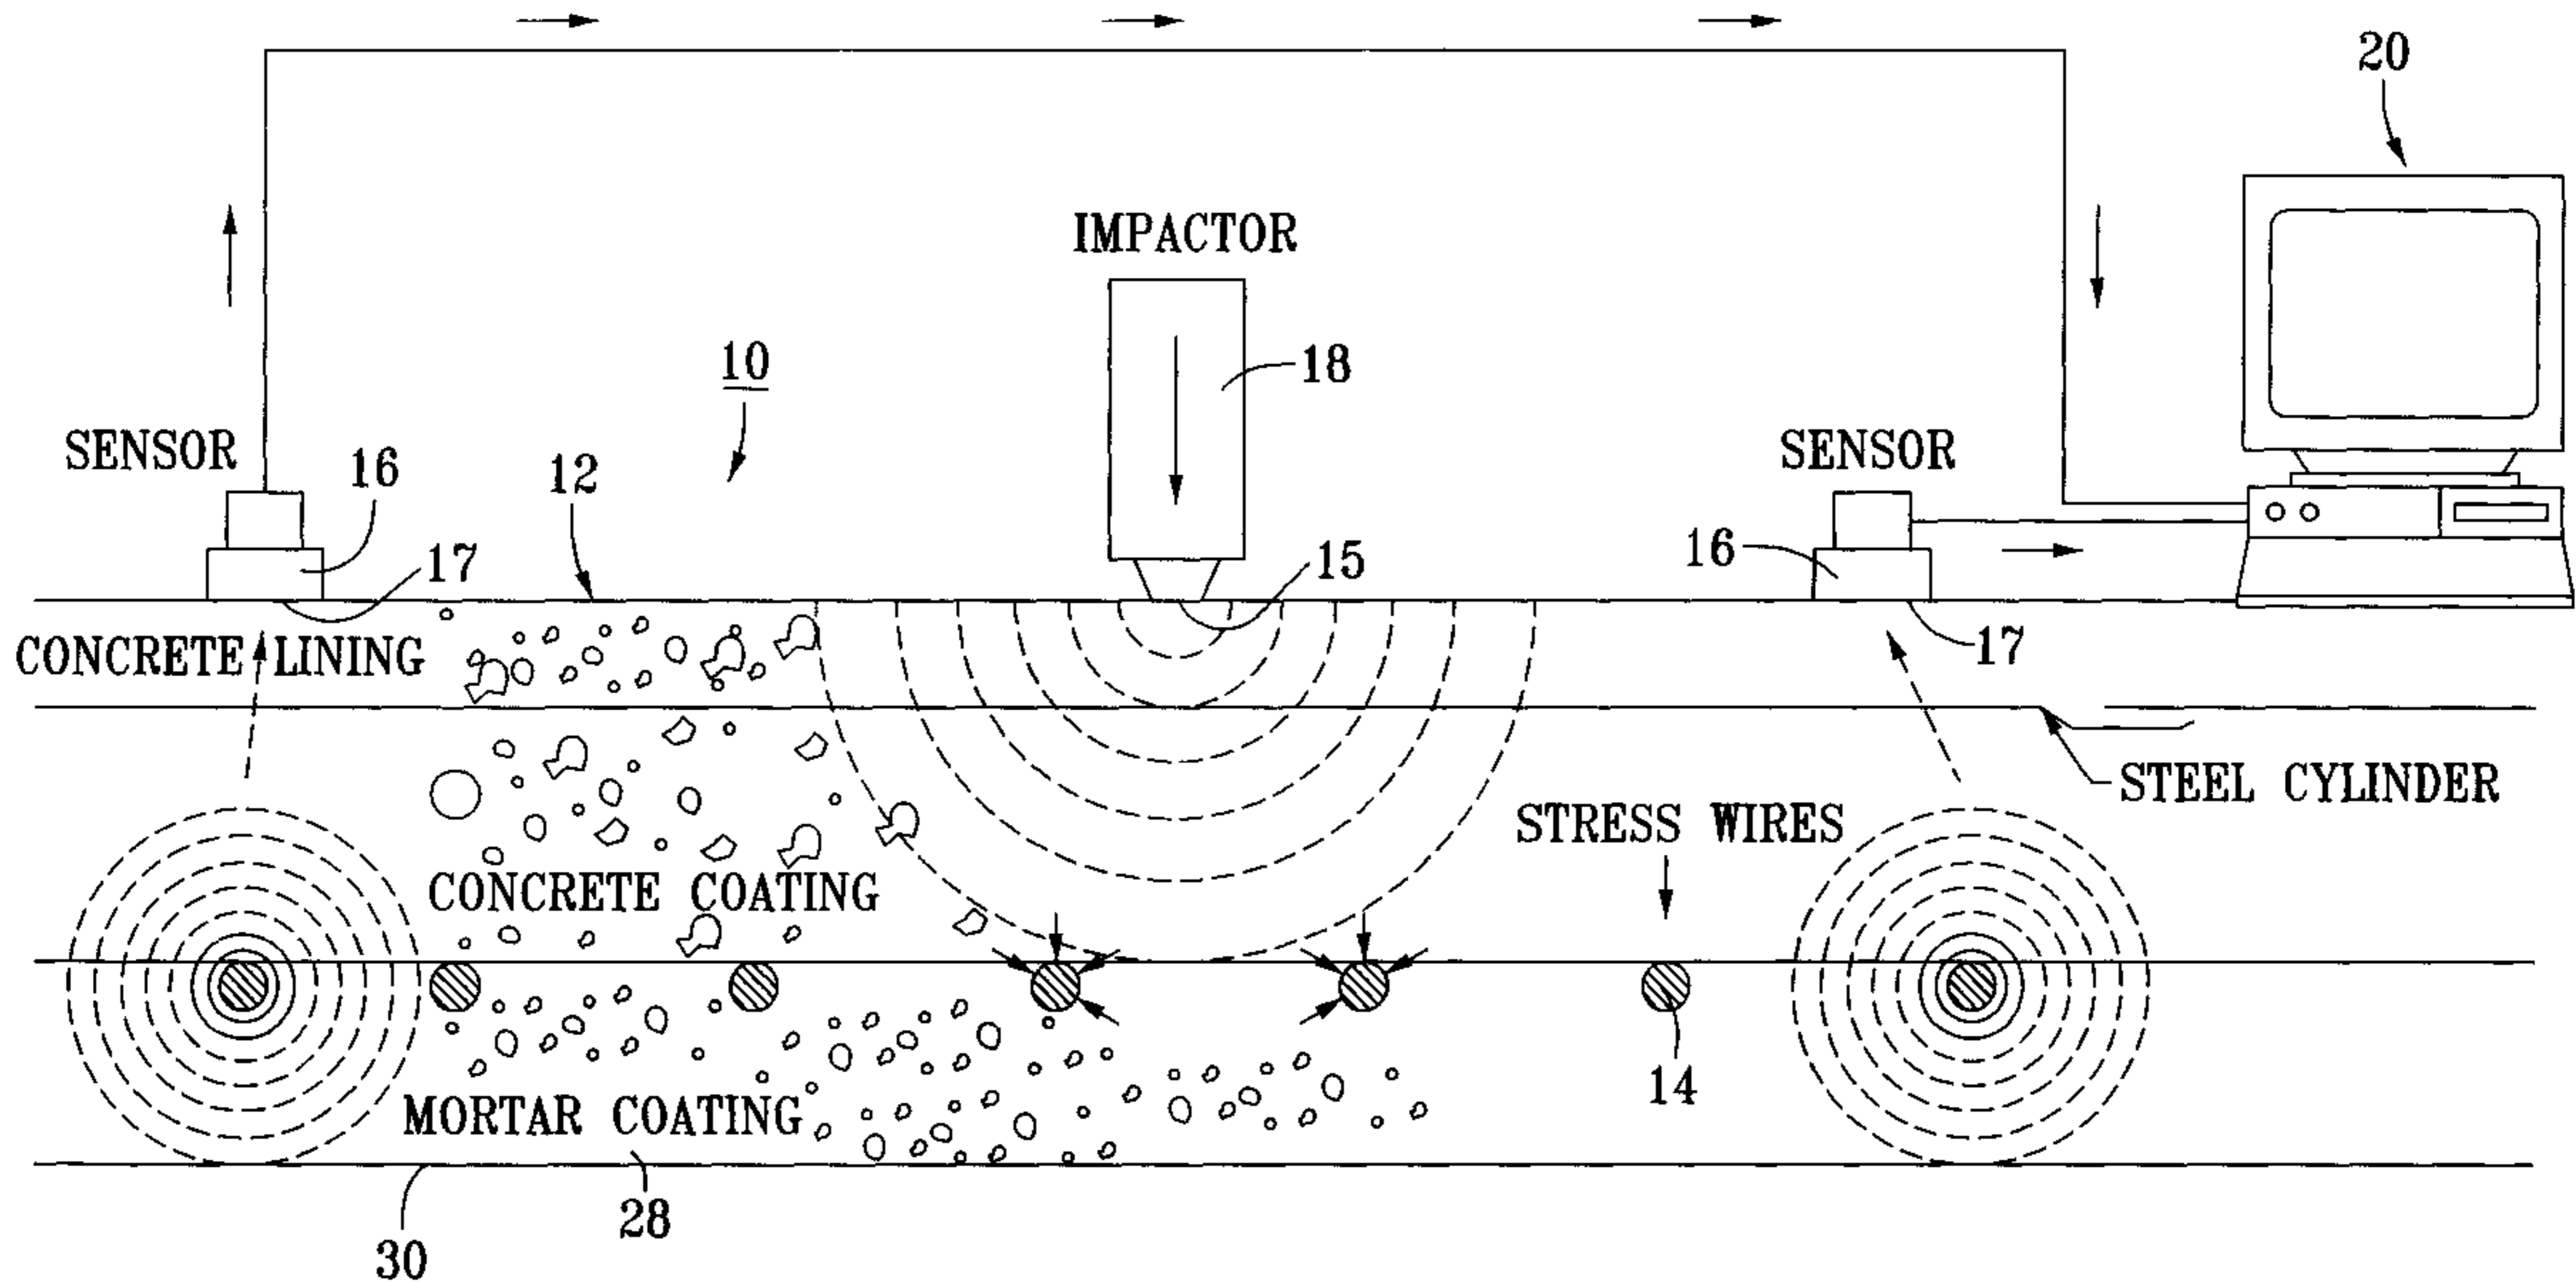 20
IMPACTOR
18
10
SENSOR
16
12
SENSOR
17
15
16
17
CONCRETE LINING
STEEL CYLINDER
STRESS WIRES
CONCRETE COATING
14
MORTAR COATING
28
30